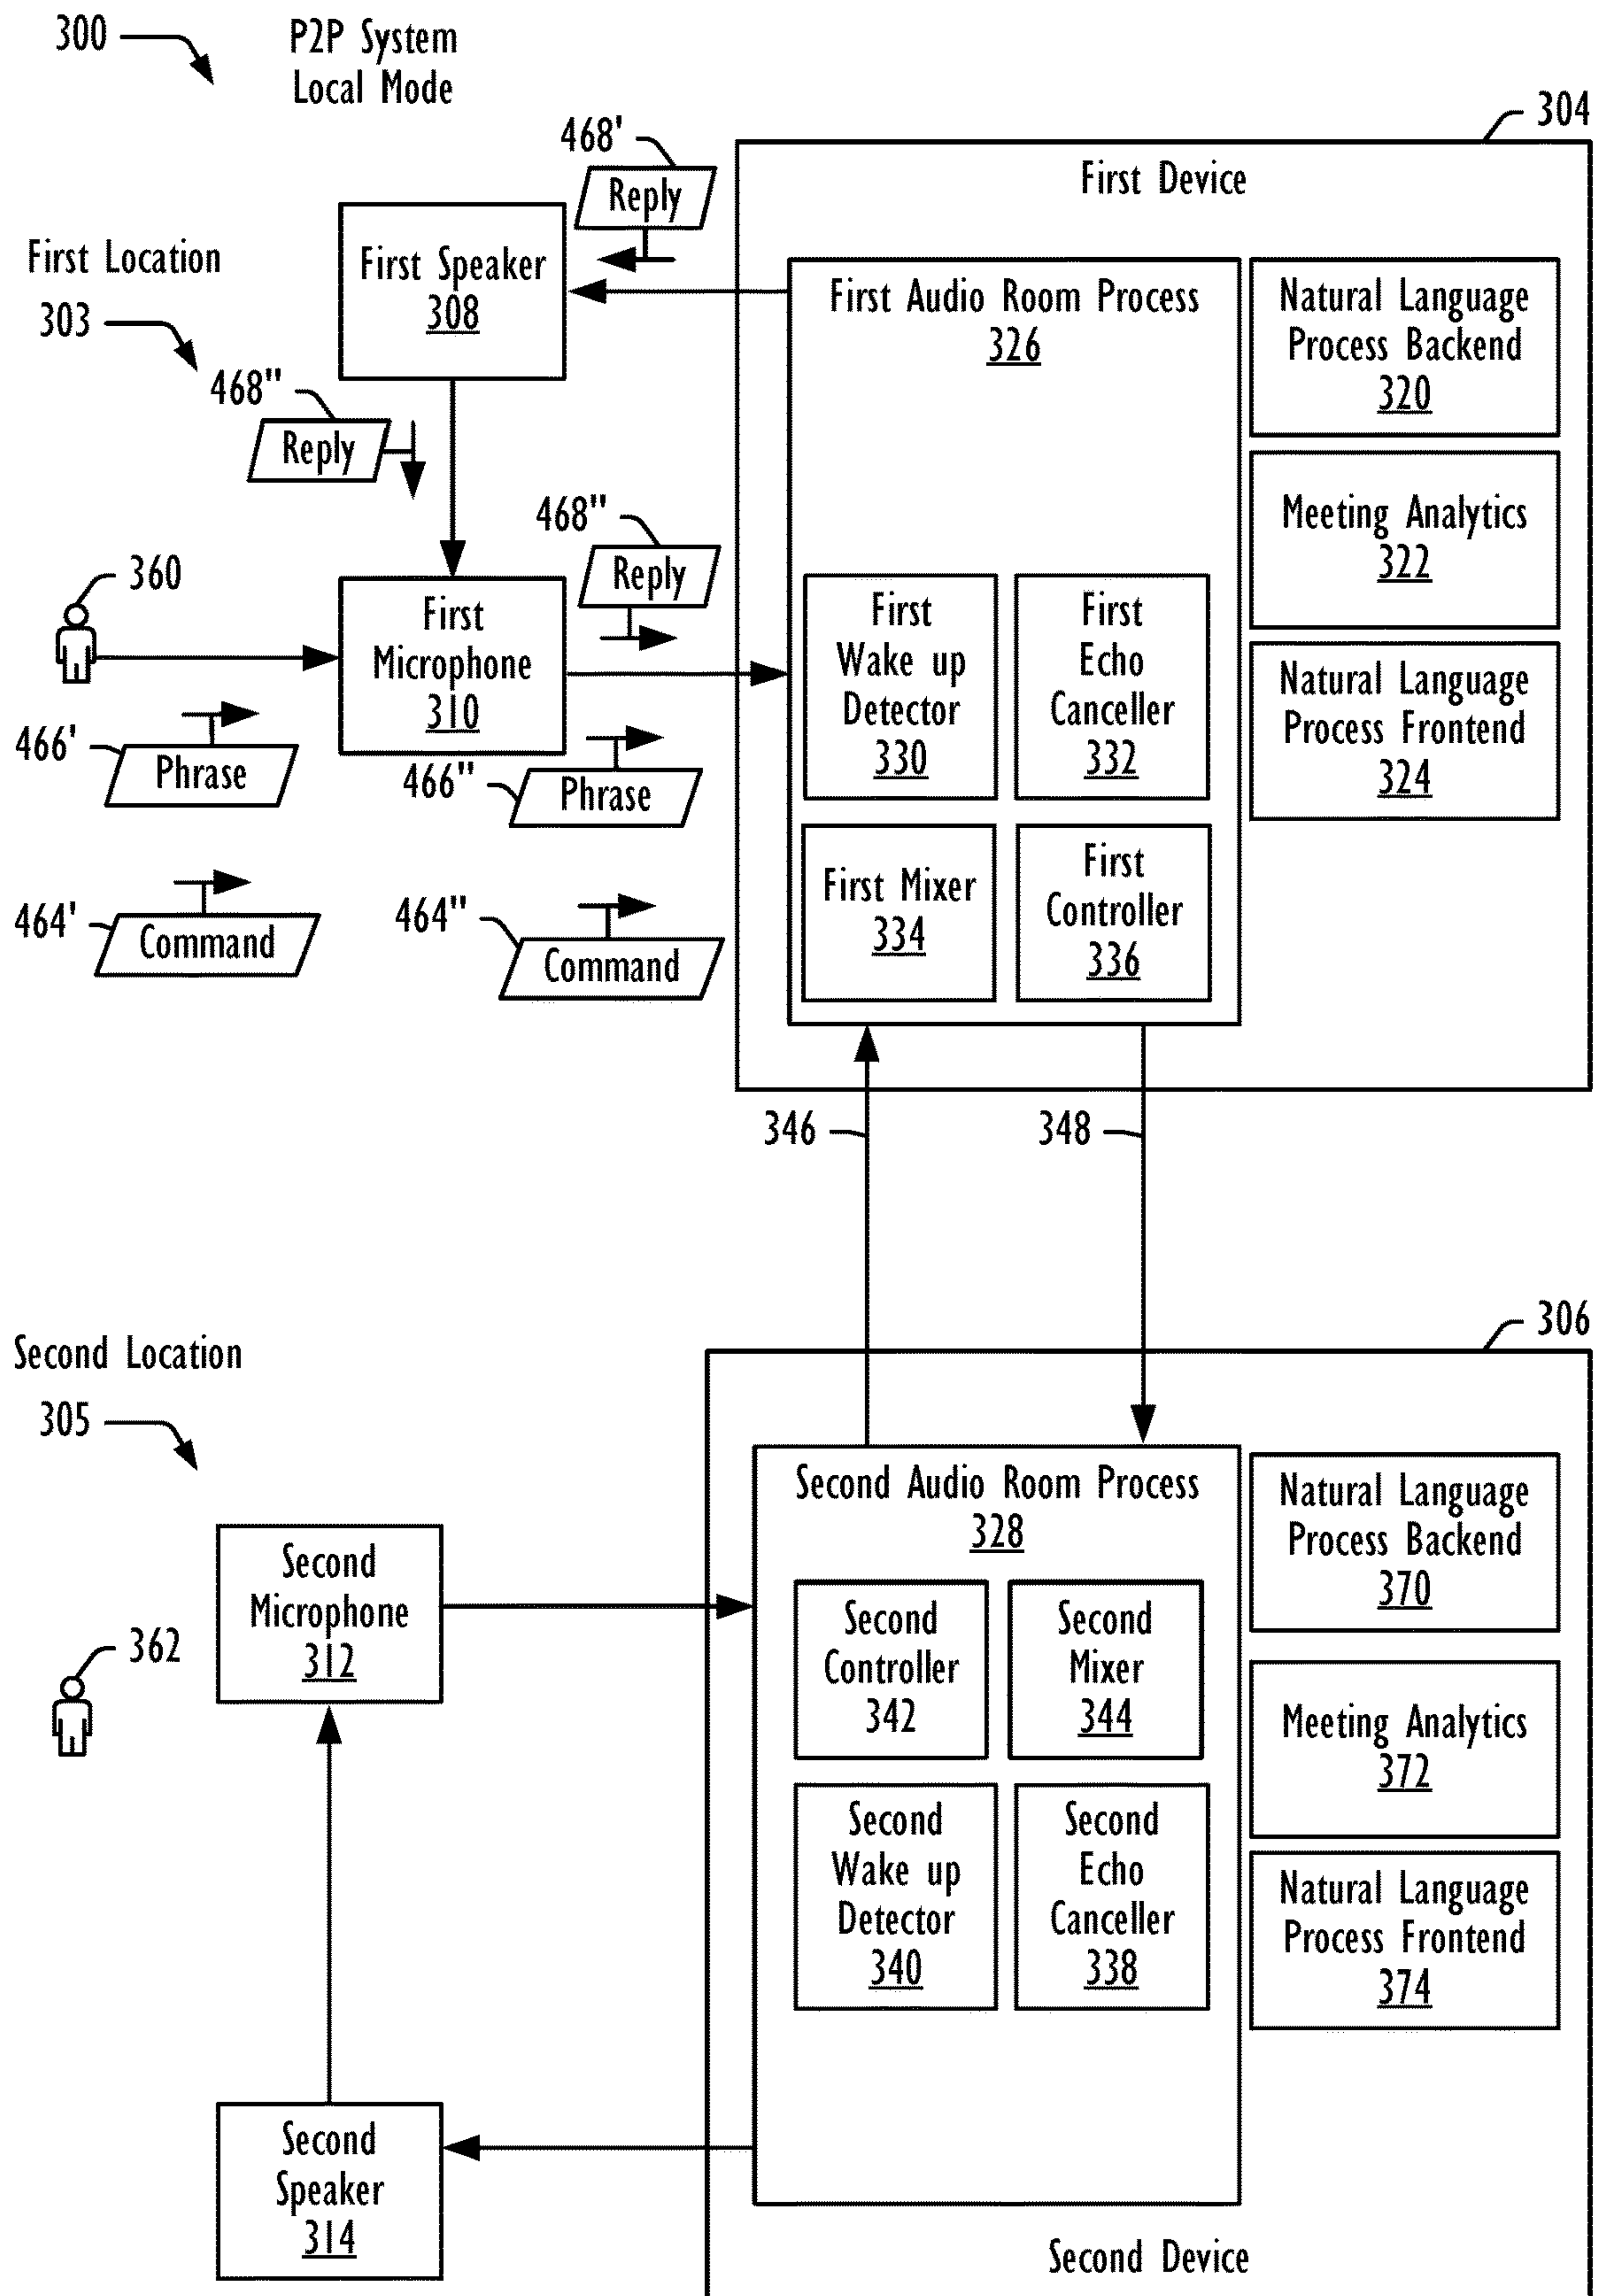 300
P2P System
Local Mode
304
First Device
468'
Reply
First Location
303
First Speaker
308
First Audio Room Process
326
Natural Language
Process Backend
320
468"
Reply
Meeting Analytics
322
468"
Reply
360
First
Microphone
310
First
Wake up
Detector
330
First
Echo
Canceller
332
Natural Language
Process Frontend
324
466'
Phrase
466"
Phrase
First Mixer
334
First
Controller
336
464'
Command
464"
Command
346
348
306
Second Location
305
Second Audio Room Process
328
Natural Language
Process Backend
370
Second
Microphone
312
362
Second
Controller
342
Second
Mixer
344
Meeting Analytics
372
Second
Wake up
Detector
340
Second
Echo
Canceller
338
Natural Language
Process Frontend
374
Second
Speaker
314
Second Device